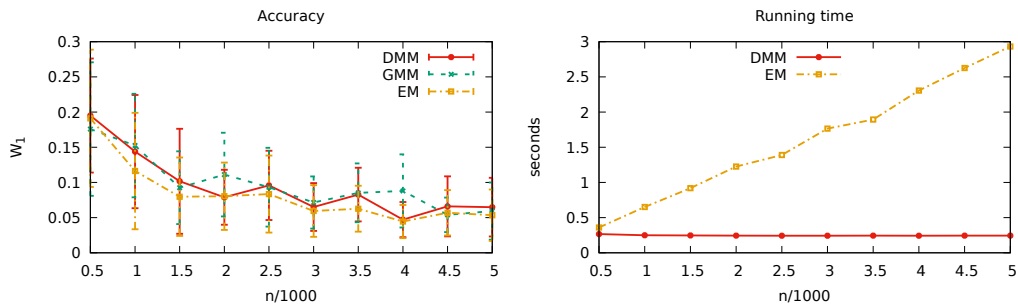 Accuracy
0.3
0.25
0.2
0.15
0.1
0.05
0
W1
0.5 1 1.5 2 2.5 3 3.5 4 4.5 5
n/1000
DMM
GMM
EM
Running time
3
2.5
2
1.5
1
0.5
0
seconds
0.5 1 1.5 2 2.5 3 3.5 4 4.5 5
n/1000
DMM
EM